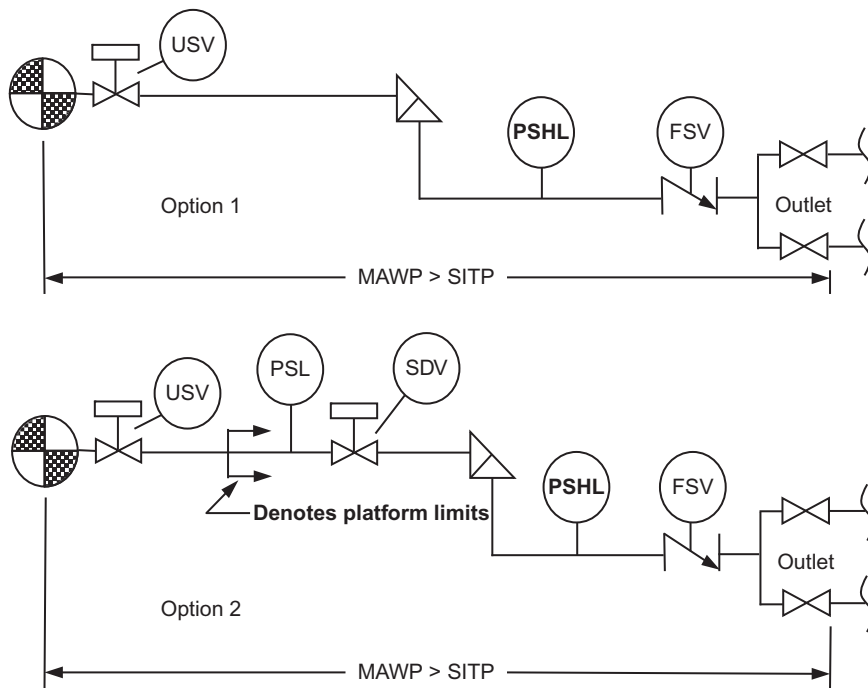 USV
PSHL
FSV
Option 1
Outlet
MAWP > SITP
USV
PSL
SDV
PSHL
FSV
Denotes platform limits
Outlet
Option 2
MAWP > SITP